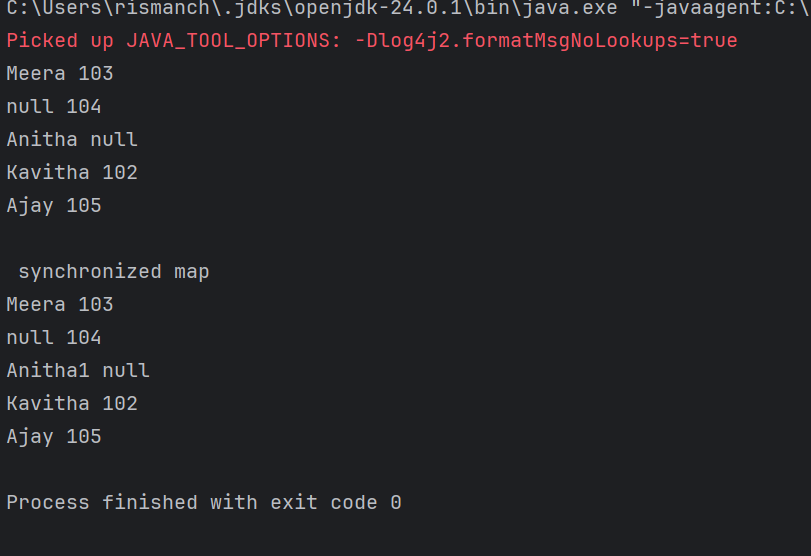 C:\Users\rismanch\.jdks\openjdk-24.0.1\bin\java.exe "-javaagent:C:\
Picked up JAVA_TOOL_OPTIONS: -Dlog4j2.formatMsgNoLookups=true
Meera 103
null 104
Anitha null
Kavitha 102
Ajay 105
synchronized map
Meera 103
null 104
Anitha1 null
Kavitha 102
Ajay 105
Process finished with exit code 0